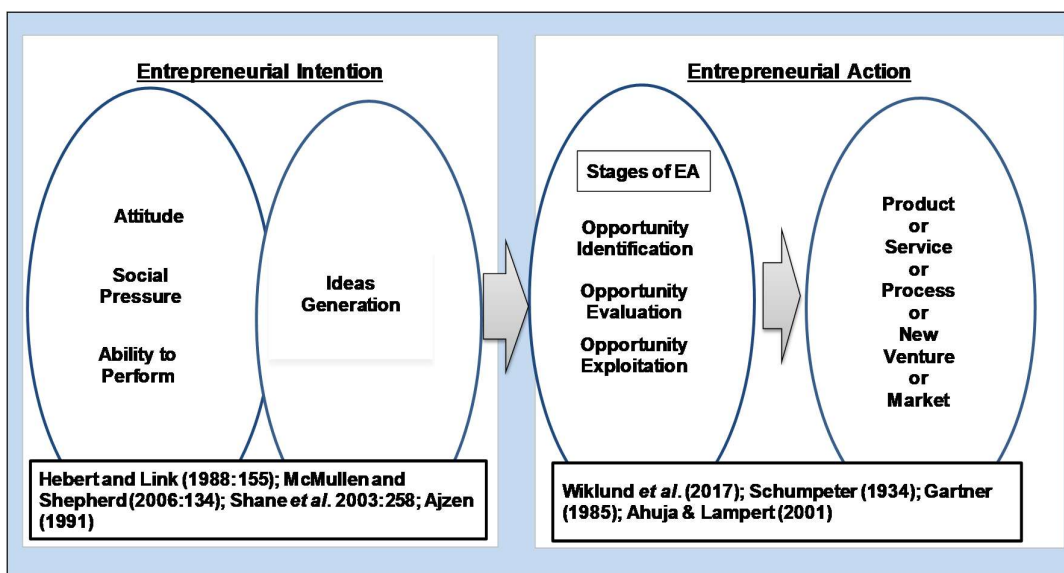 Entrepreneurial Intention
Attitude
Social
Pressure
Ability to
Perform
Ideas
Generation
Hebert and Link (1988:155); McMullen and
Shepherd (2006:134); Shane et al. 2003:258; Ajzen
(1991)
Entrepreneurial Action
Stages of EA
Opportunity
Identification
Opportunity
Evaluation
Opportunity
Exploitation
Product
or
Service
or
Process
or
New
Venture
or
Market
Wiklund et al. (2017); Schumpeter (1934); Gartner
(1985); Ahuja & Lampert (2001)